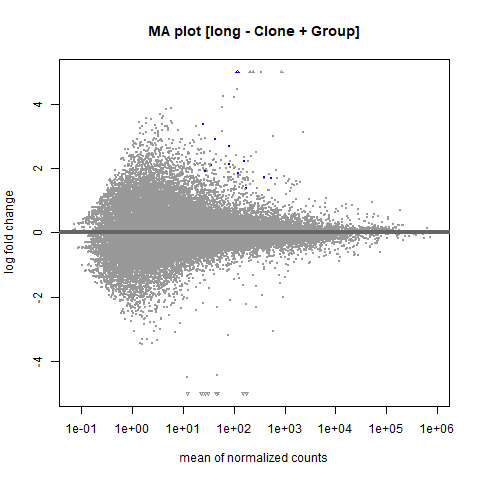 MA plot [long - Clone + Group]
log fold change
4
2
0
-2
-4
1e-01 1e+00 1e+01 1e+02 1e+03 1e+04 1e+05 1e+06
mean of normalized counts